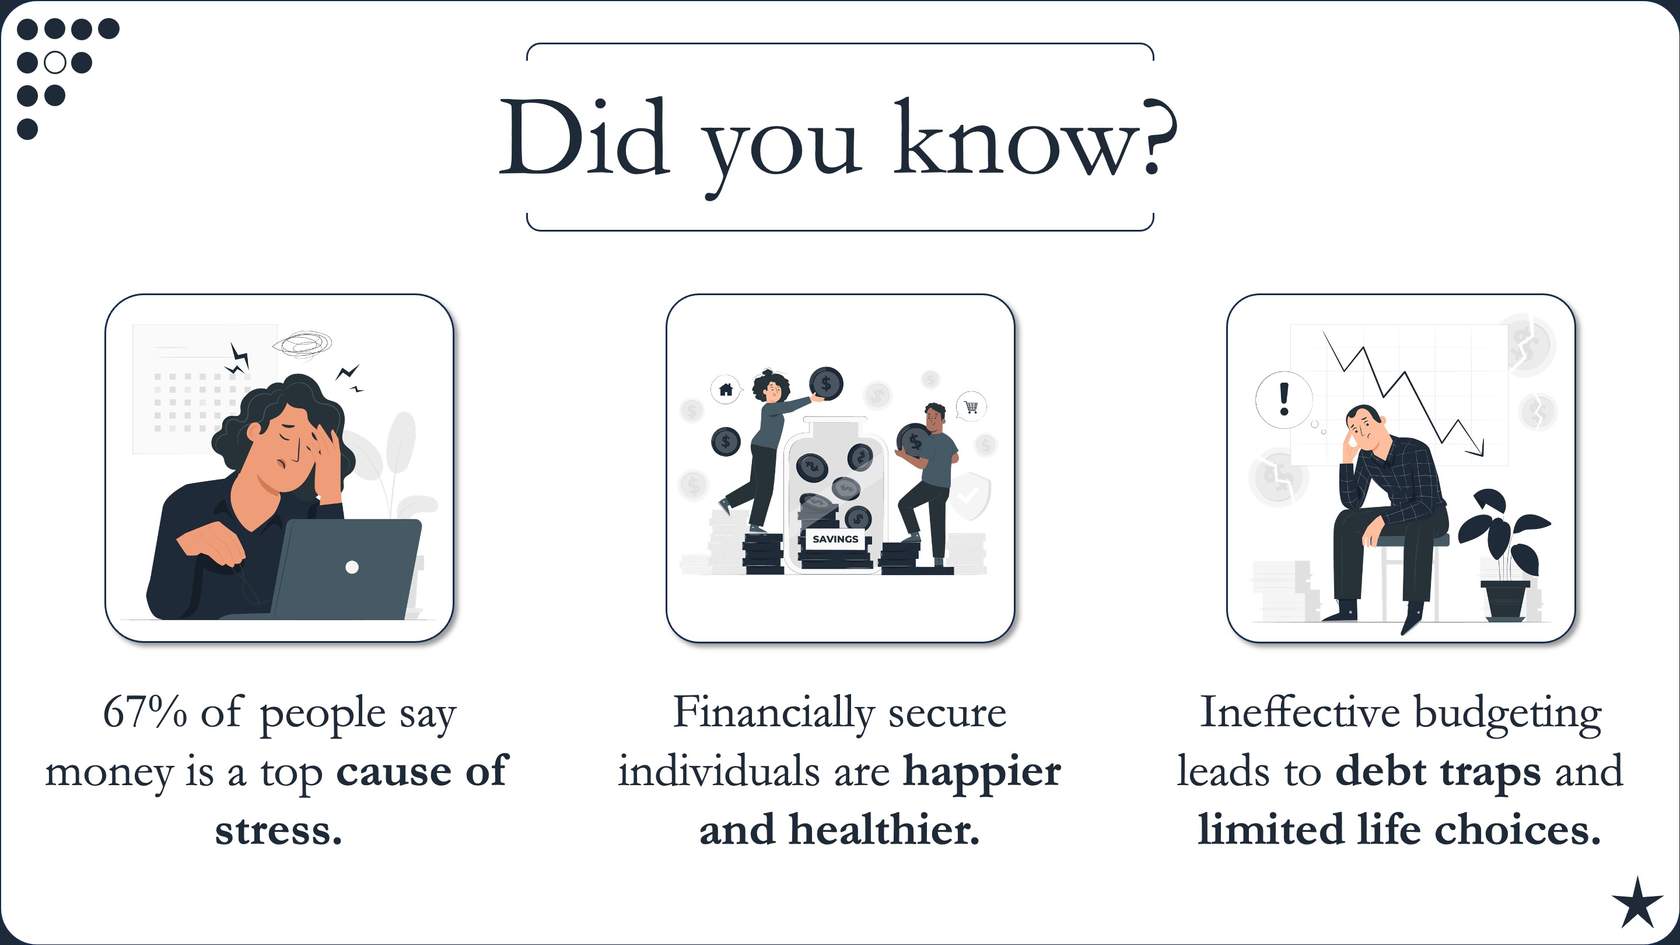 Did you know?
SAVINGS
67% of people say
money is a top cause of
stress.
Financially secure
individuals are happier
and healthier.
Ineffective budgeting
leads to debt traps and
limited life choices.